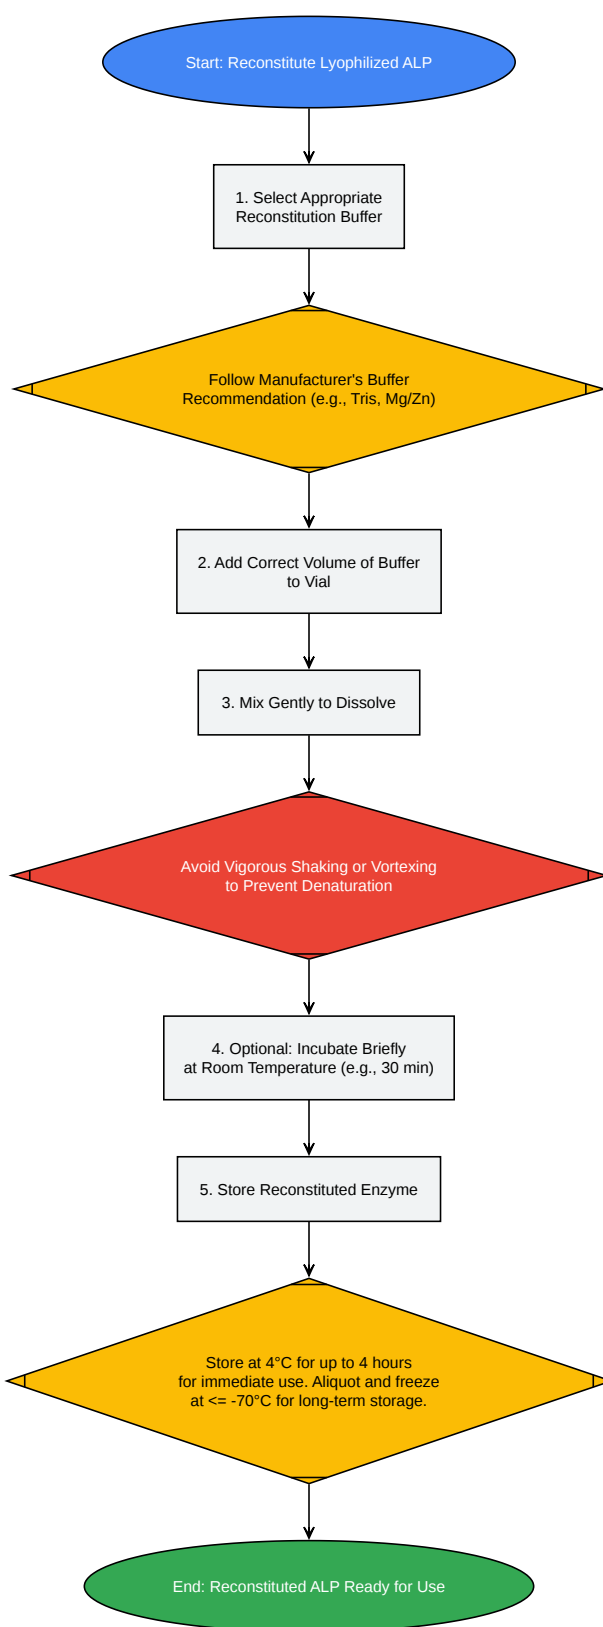 Start: Reconstitute Lyophilized ALP
1. Select Appropriate
Reconstitution Buffer
Follow Manufacturer's Buffer
Recommendation (e.g., Tris, Mg/Zn)
2. Add Correct Volume of Buffer
to Vial
3. Mix Gently to Dissolve
Avoid Vigorous Shaking or Vortexing
to Prevent Denaturation
4. Optional: Incubate Briefly
at Room Temperature (e.g., 30 min)
5. Store Reconstituted Enzyme
Store at 4°C for up to 4 hours
for immediate use. Aliquot and freeze
at <= -70°C for long-term storage.
End: Reconstituted ALP Ready for Use